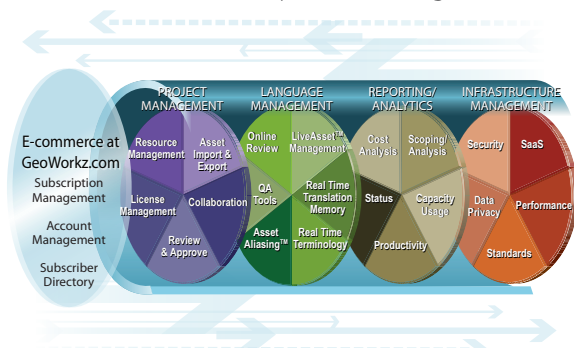 PROJECT
MANAGEMENT
LANGUAGE
MANAGEMENT
REPORTING/
ANALYTICS
INFRASTRUCTURE
MANAGEMENT
E-commerce at
GeoWorkz.com
Subscription
Management
Account
Management
Subscriber
Directory
Resource
Management
Asset
Import &
Export
License
Management
Collaboration
Review
& Approve
Online
Review
LiveAsset™
Management
QA
Tools
Real Time
Translation
Memory
Asset
Aliasing™
Real Time
Terminology
Cost
Analysis
Scoping/
Analysis
Status
Capacity
Usage
Productivity
Security
SaaS
Data
Privacy
Performance
Standards